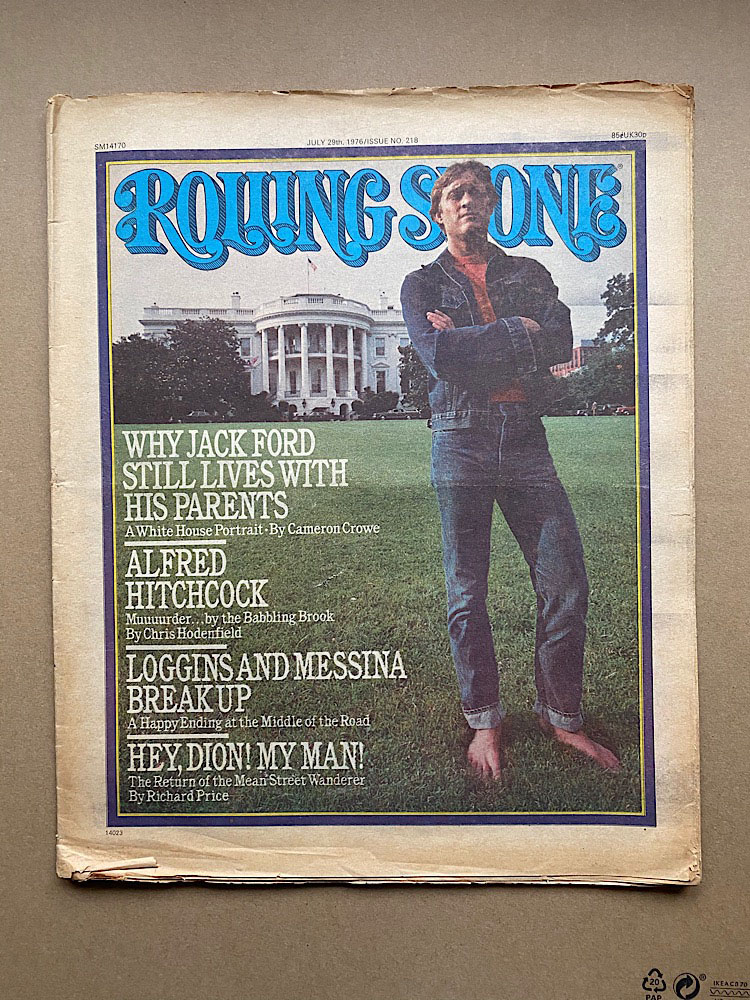 SM14170
JULY 29th, 1976/ISSUE NO. 218
85¢UK30p
ROLLING STONE®
WHY JACK FORD
STILL LIVES WITH
HIS PARENTS
A White House Portrait-By Cameron Crowe
ALFRED
HITCHCOCK
Muuuurder...by the Babbling Brook
By Chris Hodenfield
LOGGINS AND MESSINA
BREAK UP
A Happy Ending at the Middle of the Road
HEY, DION! MY MAN!
The Return of the Mean Street Wanderer
By Richard Price
14023
20
PAP